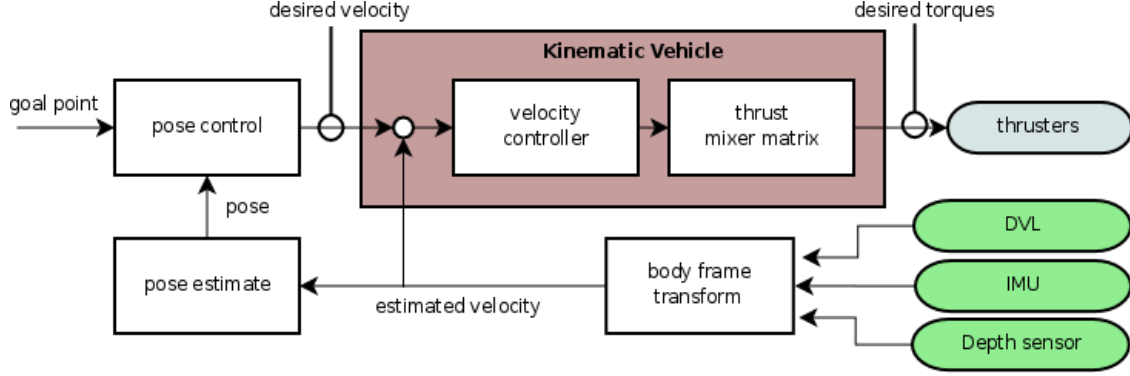 desired velocity
desired torques
Kinematic Vehicle
goal point
pose control
velocity
controller
thrust
mixer matrix
thrusters
pose
DVL
pose estimate
body frame
transform
IMU
estimated velocity
Depth sensor